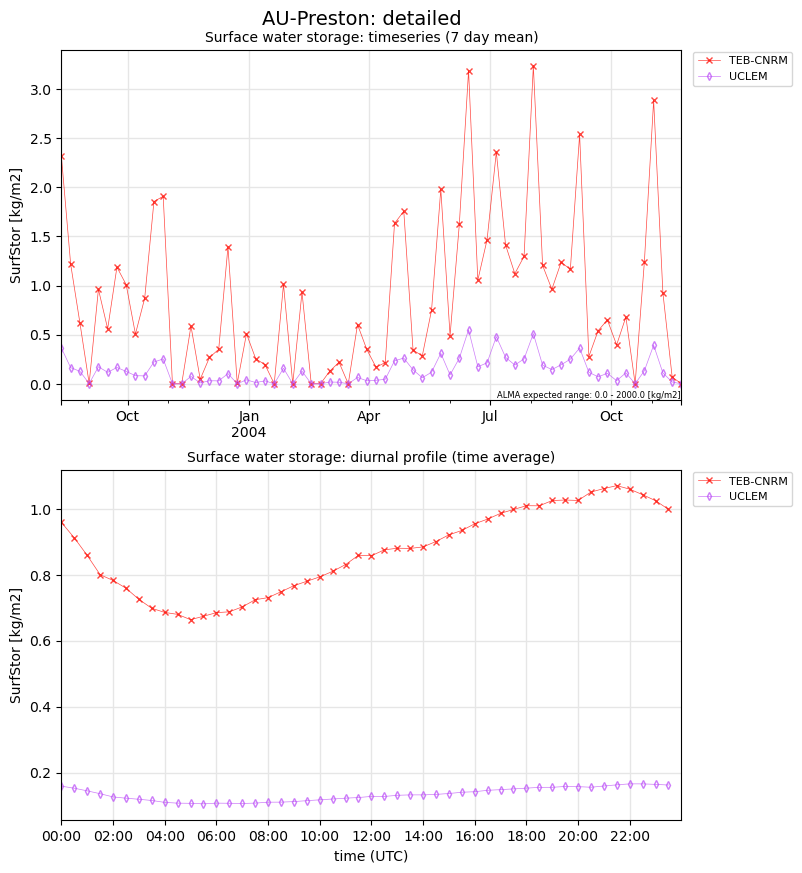 AU-Preston: detailed
Surface water storage: timeseries (7 day mean)
TEB-CNRM
UCLEM
SurfStor [kg/m2]
3.0
2.5
2.0
1.5
1.0
0.5
0.0
ALMA expected range: 0.0 - 2000.0 [kg/m2]
Oct Jan Apr Jul Oct
2004
Surface water storage: diurnal profile (time average)
TEB-CNRM
UCLEM
SurfStor [kg/m2]
1.0
0.8
0.6
0.4
0.2
00:00 02:00 04:00 06:00 08:00 10:00 12:00 14:00 16:00 18:00 20:00 22:00
time (UTC)